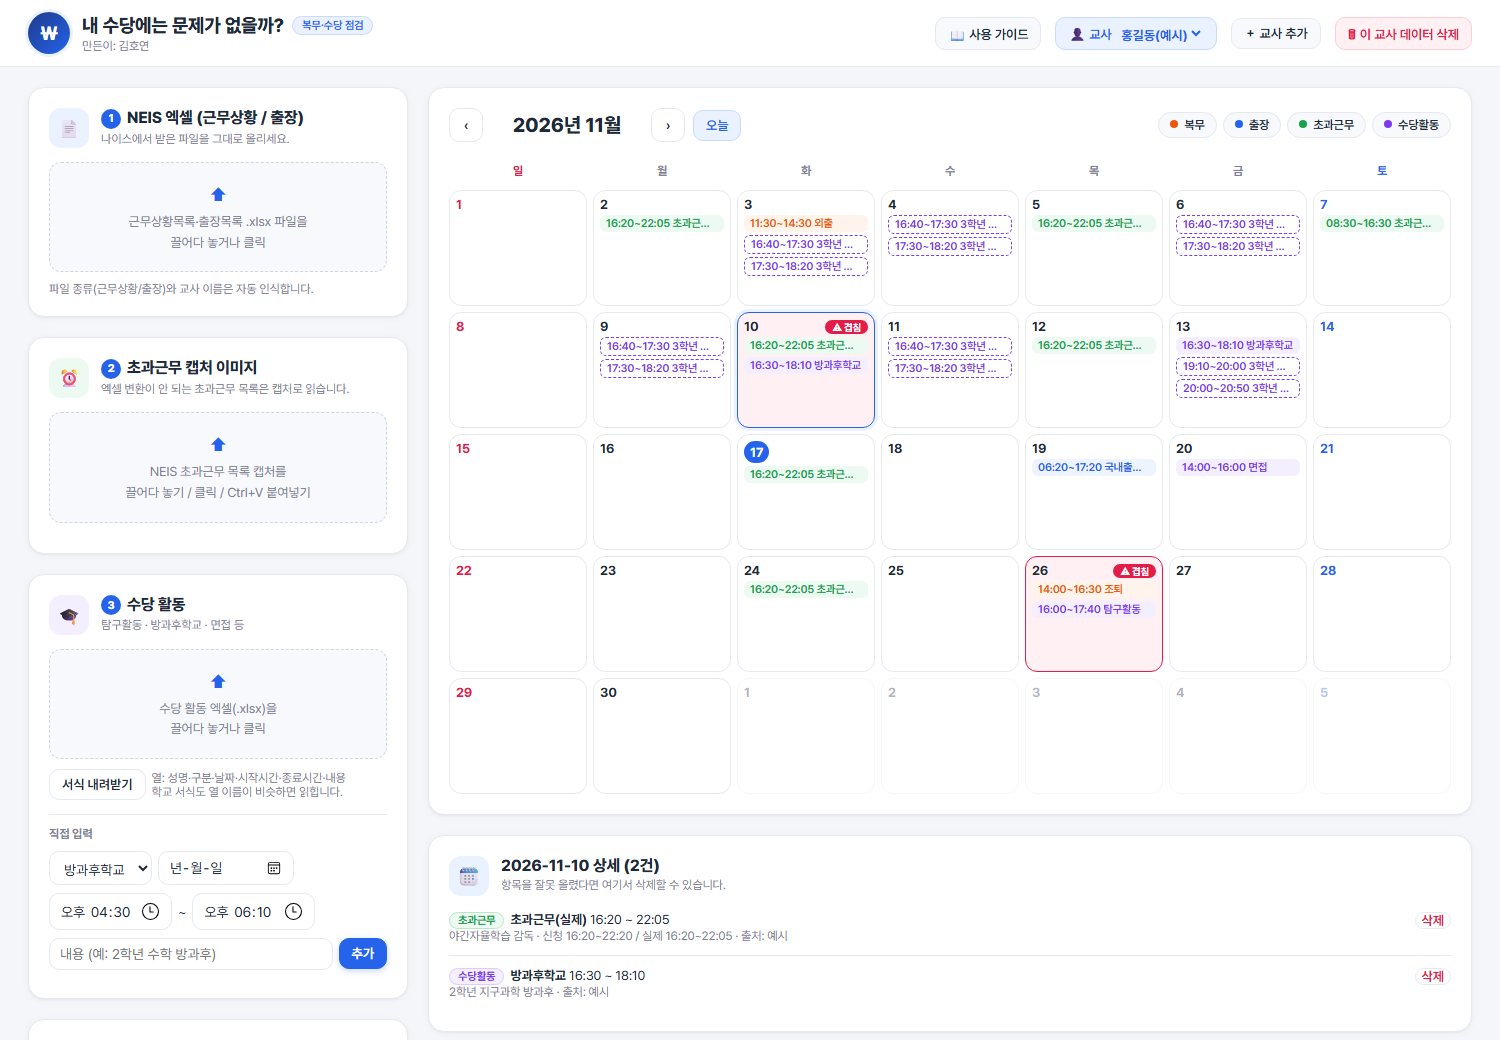 ₩
내 수당에는 문제가 없을까? 복무·수당 점검
만든이: 김호연
사용 가이드
교사 홍길동(예시)
+ 교사 추가
이 교사 데이터 삭제
1 NEIS 엑셀 (근무상황 / 출장)
나이스에서 받은 파일을 그대로 올리세요.
근무상황목록·출장목록 .xlsx 파일을
끌어다 놓거나 클릭
파일 종류(근무상황/출장)와 교사 이름은 자동 인식합니다.
2 초과근무 캡처 이미지
엑셀 변환이 안 되는 초과근무 목록은 캡처로 읽습니다.
NEIS 초과근무 목록 캡처를
끌어다 놓기 / 클릭 / Ctrl+V 붙여넣기
3 수당 활동
탐구활동 · 방과후학교 · 면접 등
수당 활동 엑셀(.xlsx)을
끌어다 놓거나 클릭
서식 내려받기
열: 성명·구분·날짜·시작시간·종료시간·내용
학교 서식도 열 이름이 비슷하면 읽힙니다.
직접 입력
방과후학교 년-월-일
오후 04:30 ~ 오후 06:10
내용 (예: 2학년 수학 방과후) 추가
‹ 2026년 11월 › 오늘
복무 출장 초과근무 수당활동
일 월 화 수 목 금 토
1
2
16:20~22:05 초과근...
3
11:30~14:30 외출
16:40~17:30 3학년 ...
17:30~18:20 3학년 ...
4
16:40~17:30 3학년 ...
17:30~18:20 3학년 ...
5
16:20~22:05 초과근...
6
16:40~17:30 3학년 ...
17:30~18:20 3학년 ...
7
08:30~16:30 초과근...
8
9
16:40~17:30 3학년 ...
17:30~18:20 3학년 ...
10 겹침
16:20~22:05 초과근...
16:30~18:10 방과후학교
11
16:40~17:30 3학년 ...
17:30~18:20 3학년 ...
12
16:20~22:05 초과근...
13
16:30~18:10 방과후학교
19:10~20:00 3학년 ...
20:00~20:50 3학년 ...
14
15
16
17
16:20~22:05 초과근...
18
19
06:20~17:20 국내출...
20
14:00~16:00 면접
21
22
23
24
16:20~22:05 초과근...
25
26 겹침
14:00~16:30 조퇴
16:00~17:40 탐구활동
27
28
29
30
1
2
3
4
5
2026-11-10 상세 (2건)
항목을 잘못 올렸다면 여기서 삭제할 수 있습니다.
초과근무 초과근무(실제) 16:20 ~ 22:05 삭제
야간자율학습 감독 · 신청 16:20~22:20 / 실제 16:20~22:05 · 출처: 예시
수당활동 방과후학교 16:30 ~ 18:10 삭제
2학년 지구과학 방과후 · 출처: 예시